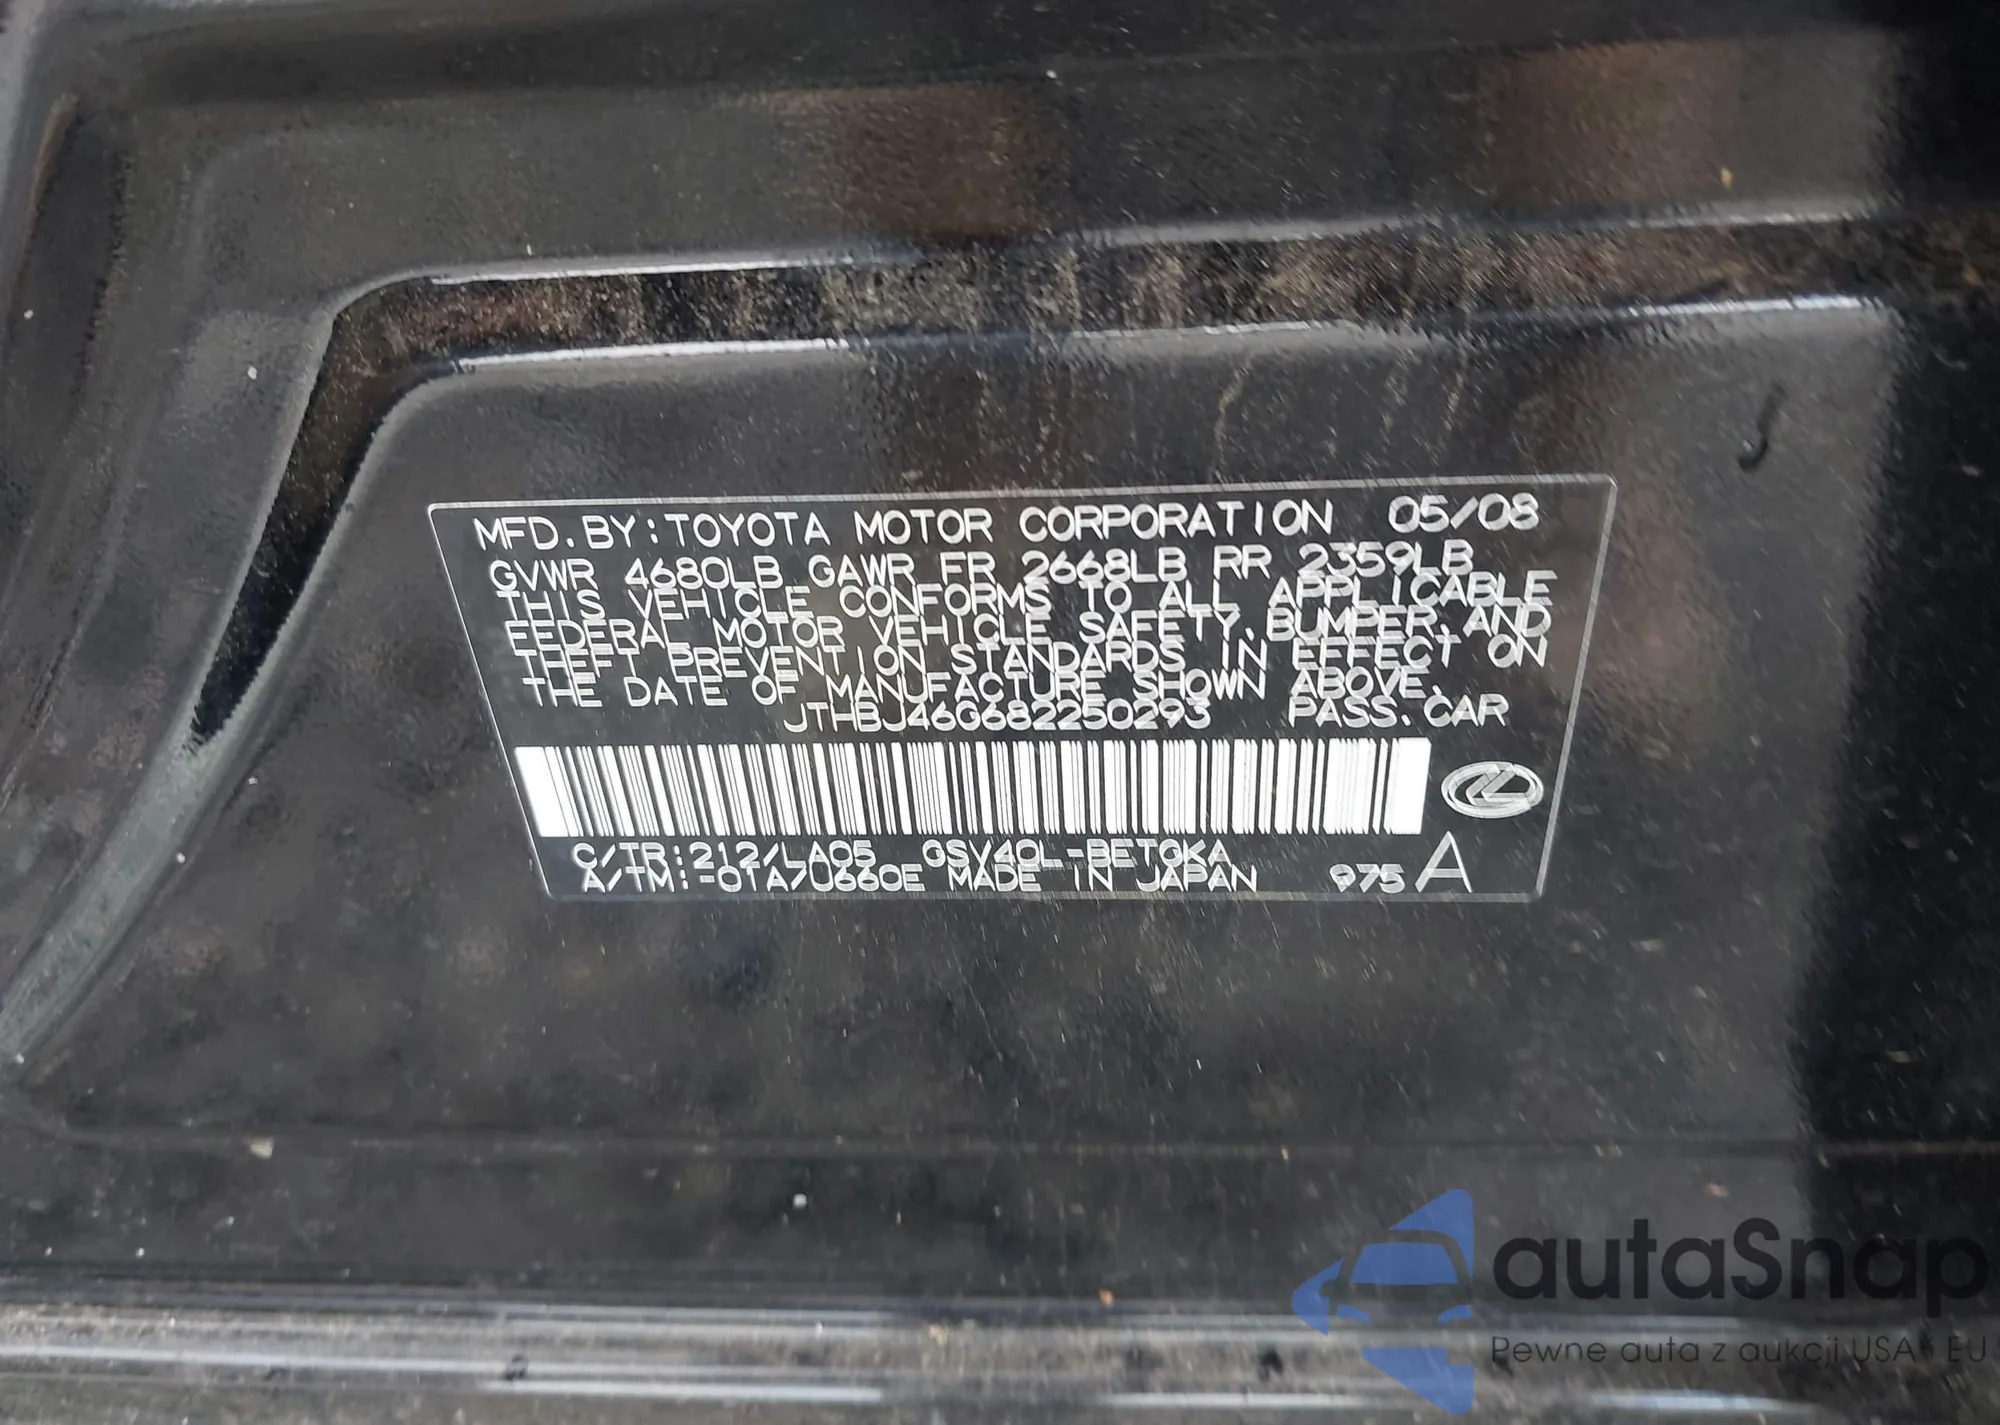 MFD. BY: TOYOTA MOTOR CORPORATION 05/08
GVWR 4680LB GAWR FR 2668LB RR 2359LB
THIS VEHICLE CONFORMS TO ALL APPLICABLE
FEDERAL MOTOR VEHICLE SAFETY, BUMPER, AND
THEFT PREVENTION STANDARDS IN EFFECT ON
THE DATE OF MANUFACTURE SHOWN ABOVE.
JTHBJ46G682250293 PASS. CAR
C/TR: 212/LA05 GSV40L-BETGKA
A/TM: -01A/U660E MADE IN JAPAN 975 A
autaSnap
Pewne auta z aukcji USA i EU